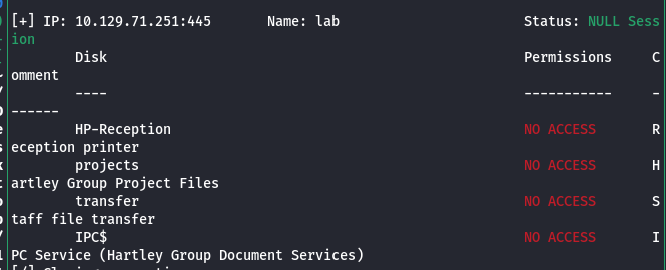 [+] IP: 10.129.71.251:445 Name: lab Status: NULL Sess
ion
Disk Permissions C
omment
---- ----------- -
------
HP-Reception NO ACCESS R
eception printer
projects NO ACCESS H
artley Group Project Files
transfer NO ACCESS S
taff file transfer
IPC$ NO ACCESS I
PC Service (Hartley Group Document Services)